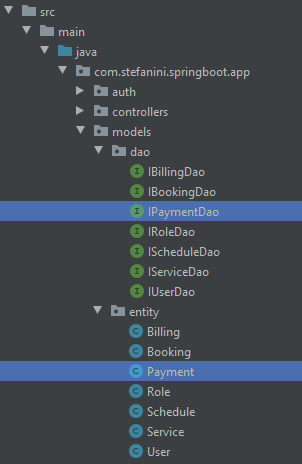 src
main
java
com.stefanini.springboot.app
auth
controllers
models
dao
I IBillingDao
I IBookingDao
I IPaymentDao
I IRoleDao
I IScheduleDao
I IServiceDao
I IUserDao
entity
C Billing
C Booking
C Payment
C Role
C Schedule
C Service
C User